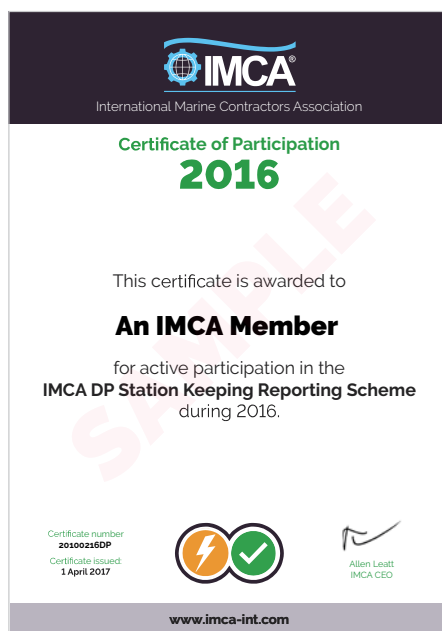 IMCA®
International Marine Contractors Association
Certificate of Participation
2016
SAMPLE
This certificate is awarded to
An IMCA Member
for active participation in the
IMCA DP Station Keeping Reporting Scheme
during 2016.
Certificate number
20100216DP
Certificate issued:
1 April 2017
Allen Leatt
IMCA CEO
www.imca-int.com